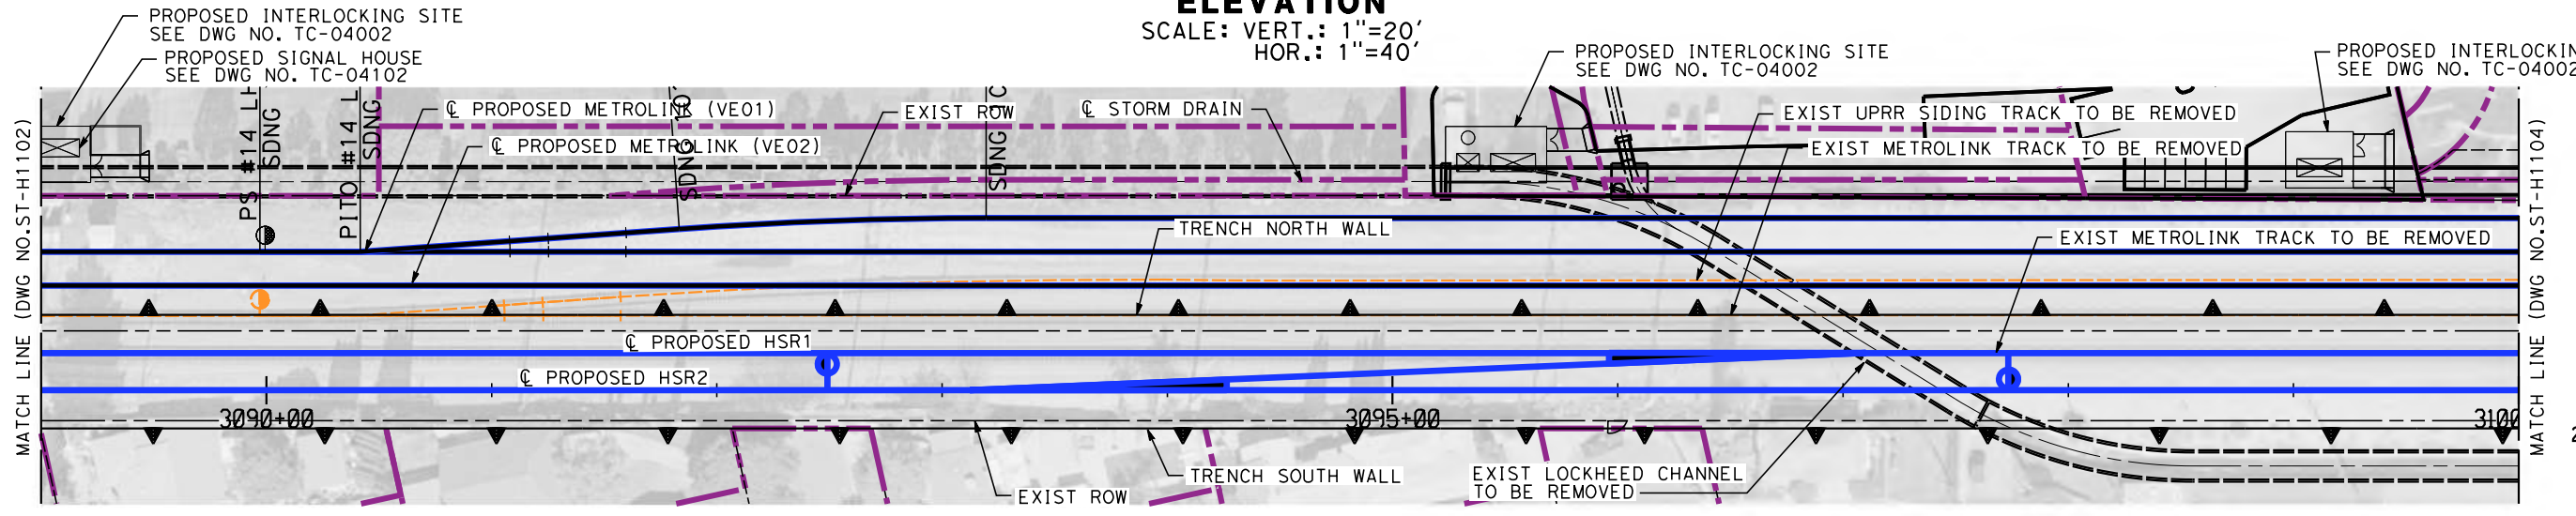 ELEVATION
SCALE: VERT.: 1"=20'
HOR.: 1"=40'
PROPOSED INTERLOCKING SITE
SEE DWG NO. TC-04002
PROPOSED SIGNAL HOUSE
SEE DWG NO. TC-04102
PROPOSED INTERLOCKING SITE
SEE DWG NO. TC-04002
PROPOSED INTERLOCKIN
SEE DWG NO. TC-04002
MATCH LINE (DWG NO.ST-H1102)
PS #14 LH
SDNG
PITO #14 L
SDNG
℄ PROPOSED METROLINK (VE01)
℄ PROPOSED METROLINK (VE02)
SDNG 10'
EXIST ROW
SDNG TC
℄ STORM DRAIN
EXIST UPRR SIDING TRACK TO BE REMOVED
EXIST METROLINK TRACK TO BE REMOVED
TRENCH NORTH WALL
EXIST METROLINK TRACK TO BE REMOVED
℄ PROPOSED HSR1
℄ PROPOSED HSR2
3090+00
3095+00
3100
TRENCH SOUTH WALL
EXIST ROW
EXIST LOCKHEED CHANNEL
TO BE REMOVED
MATCH LINE (DWG NO.ST-H1104)